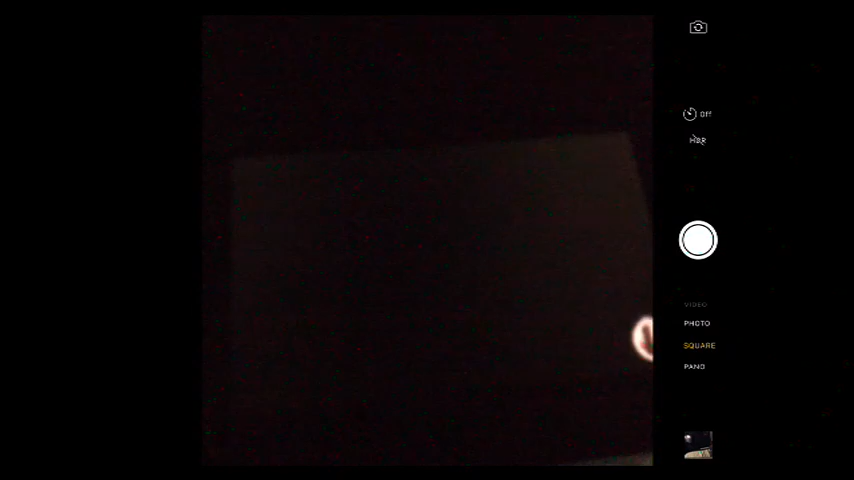 Off
HDR
VIDEO
PHOTO
SQUARE
PANO